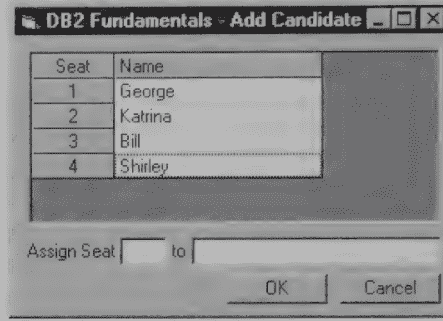 DB2 Fundamentals - Add Candidate
Seat Name
1 George
2 Katrina
3 Bill
4 Shirley
Assign Seat to
OK Cancel